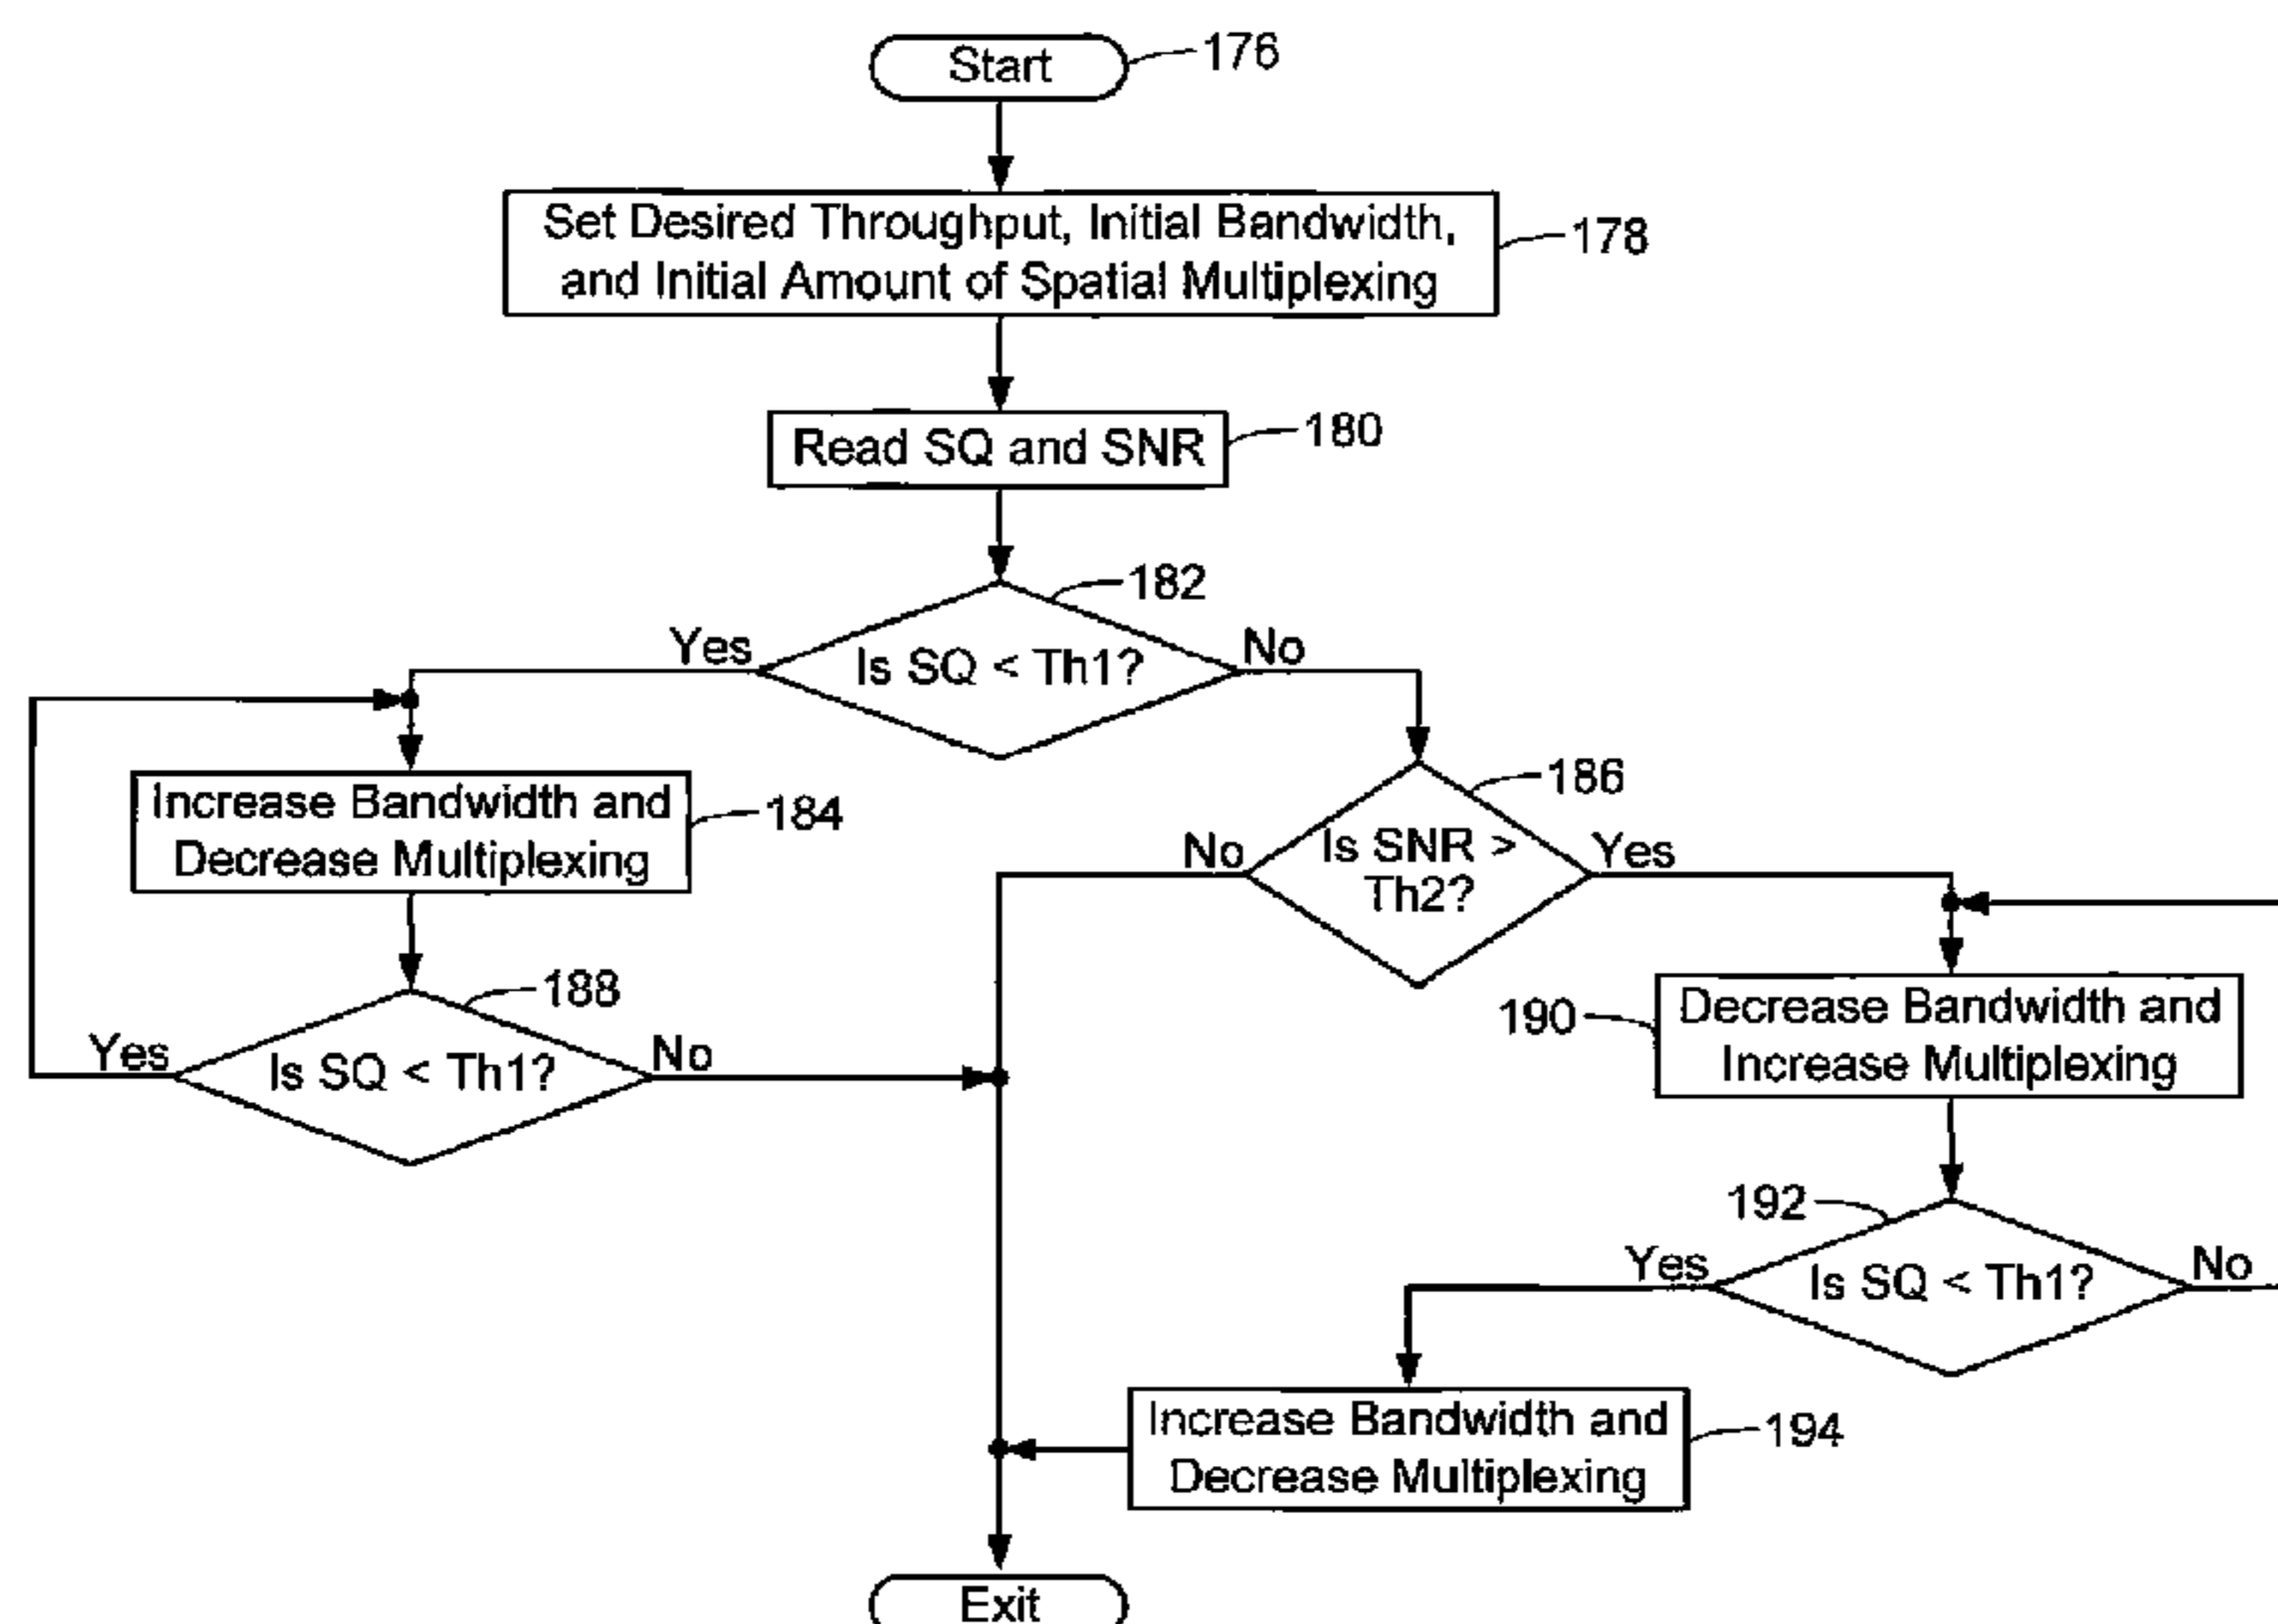 Start
176
Set Desired Throughput, Initial Bandwidth,
and Initial Amount of Spatial Multiplexing
178
Read SQ and SNR
180
182
Yes
Is SQ < Th1?
No
186
Increase Bandwidth and
Decrease Multiplexing
184
No
Is SNR >
Th2?
Yes
188
Yes
Is SQ < Th1?
No
190
Decrease Bandwidth and
Increase Multiplexing
192
Yes
Is SQ < Th1?
No
Increase Bandwidth and
Decrease Multiplexing
194
Exit